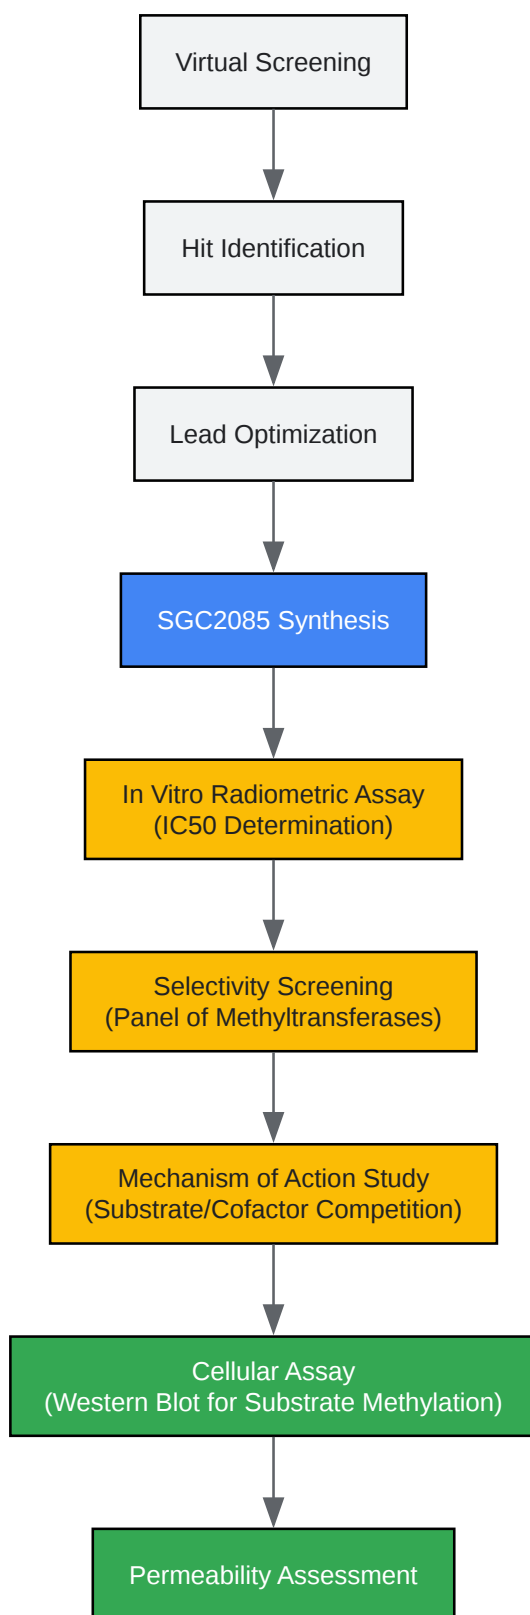 Virtual Screening
Hit Identification
Lead Optimization
SGC2085 Synthesis
In Vitro Radiometric Assay
(IC50 Determination)
Selectivity Screening
(Panel of Methyltransferases)
Mechanism of Action Study
(Substrate/Cofactor Competition)
Cellular Assay
(Western Blot for Substrate Methylation)
Permeability Assessment